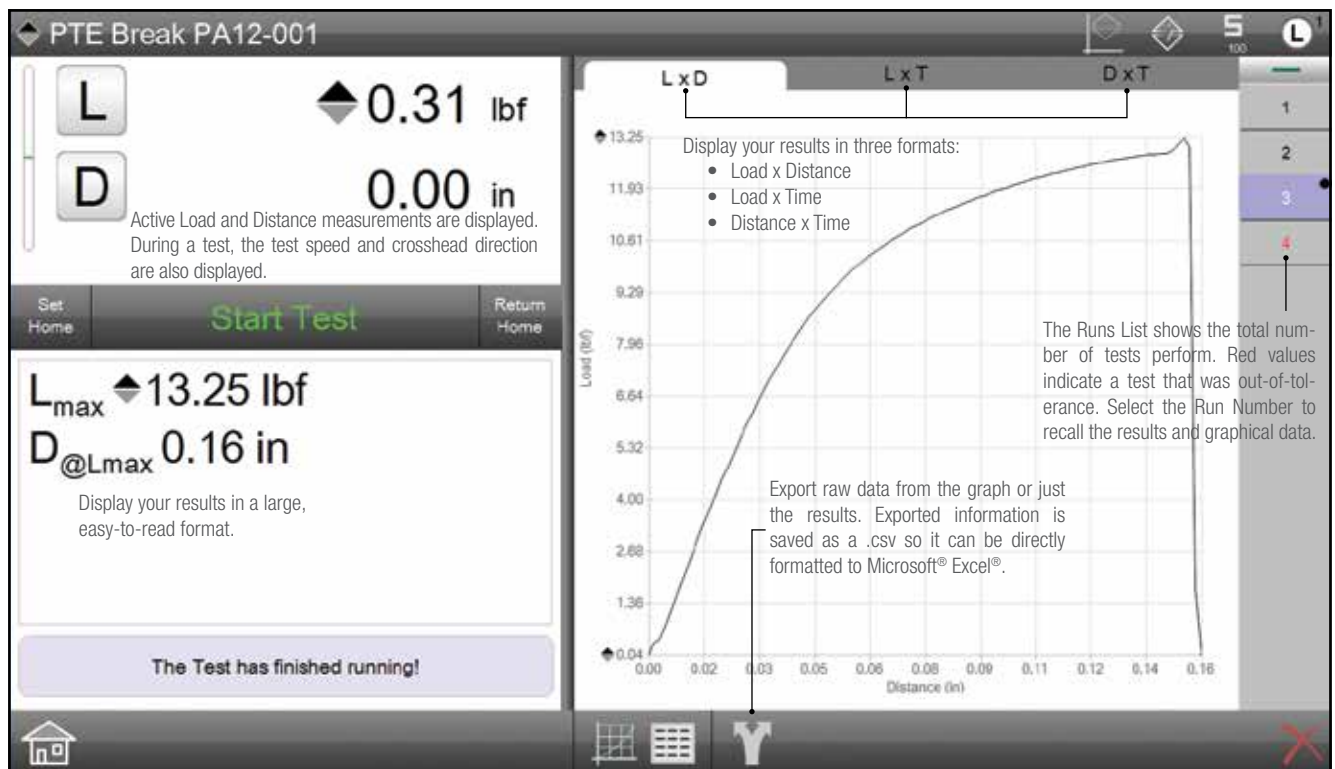 PTE Break PA12-001
S
100
L
1
L
0.31 lbf
D
0.00 in
Active Load and Distance measurements are displayed.
During a test, the test speed and crosshead direction
are also displayed.
Set
Home
Start Test
Return
Home
Lmax 13.25 lbf
D@Lmax 0.16 in
Display your results in a large,
easy-to-read format.
The Test has finished running!
L x D
L x T
D x T
Display your results in three formats:
• Load x Distance
• Load x Time
• Distance x Time
13.25
11.93
10.61
9.29
7.96
6.64
5.32
4.00
2.68
1.36
0.04
Load (lbf)
0.00 0.02 0.03 0.05 0.06 0.08 0.09 0.11 0.12 0.14 0.16
Distance (in)
Export raw data from the graph or just
the results. Exported information is
saved as a .csv so it can be directly
formatted to Microsoft® Excel®.
1
2
3
4
The Runs List shows the total num-
ber of tests perform. Red values
indicate a test that was out-of-tol-
erance. Select the Run Number to
recall the results and graphical data.